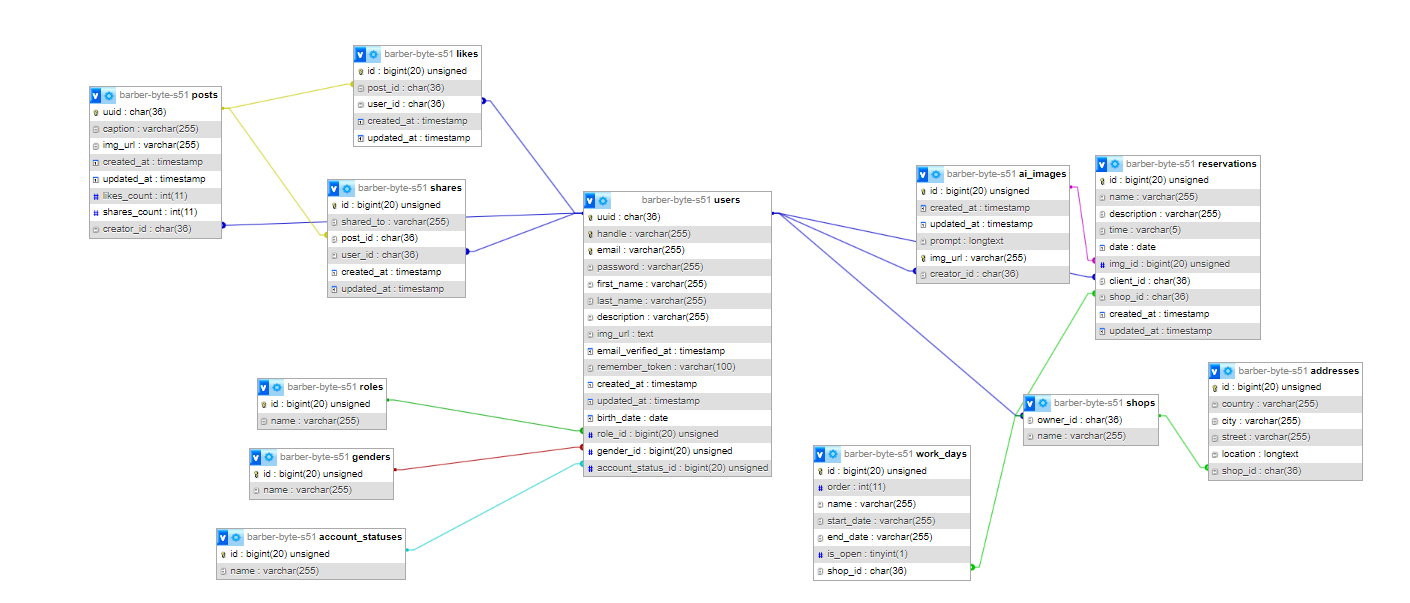 barber-byte-s51 likes
id : bigint(20) unsigned
post_id : char(36)
user_id : char(36)
created_at : timestamp
updated_at : timestamp
barber-byte-s51 posts
uuid : char(36)
caption : varchar(255)
img_url : varchar(255)
created_at : timestamp
updated_at : timestamp
likes_count : int(11)
shares_count : int(11)
creator_id : char(36)
barber-byte-s51 shares
id : bigint(20) unsigned
shared_to : varchar(255)
post_id : char(36)
user_id : char(36)
created_at : timestamp
updated_at : timestamp
barber-byte-s51 users
uuid : char(36)
handle : varchar(255)
email : varchar(255)
password : varchar(255)
first_name : varchar(255)
last_name : varchar(255)
description : varchar(255)
img_url : text
email_verified_at : timestamp
remember_token : varchar(100)
created_at : timestamp
updated_at : timestamp
birth_date : date
role_id : bigint(20) unsigned
gender_id : bigint(20) unsigned
account_status_id : bigint(20) unsigned
barber-byte-s51 ai_images
id : bigint(20) unsigned
created_at : timestamp
updated_at : timestamp
prompt : longtext
img_url : varchar(255)
creator_id : char(36)
barber-byte-s51 reservations
id : bigint(20) unsigned
name : varchar(255)
description : varchar(255)
time : varchar(5)
date : date
img_id : bigint(20) unsigned
client_id : char(36)
shop_id : char(36)
created_at : timestamp
updated_at : timestamp
barber-byte-s51 roles
id : bigint(20) unsigned
name : varchar(255)
barber-byte-s51 genders
id : bigint(20) unsigned
name : varchar(255)
barber-byte-s51 account_statuses
id : bigint(20) unsigned
name : varchar(255)
barber-byte-s51 shops
owner_id : char(36)
name : varchar(255)
barber-byte-s51 addresses
id : bigint(20) unsigned
country : varchar(255)
city : varchar(255)
street : varchar(255)
location : longtext
shop_id : char(36)
barber-byte-s51 work_days
id : bigint(20) unsigned
order : int(11)
name : varchar(255)
start_date : varchar(255)
end_date : varchar(255)
is_open : tinyint(1)
shop_id : char(36)